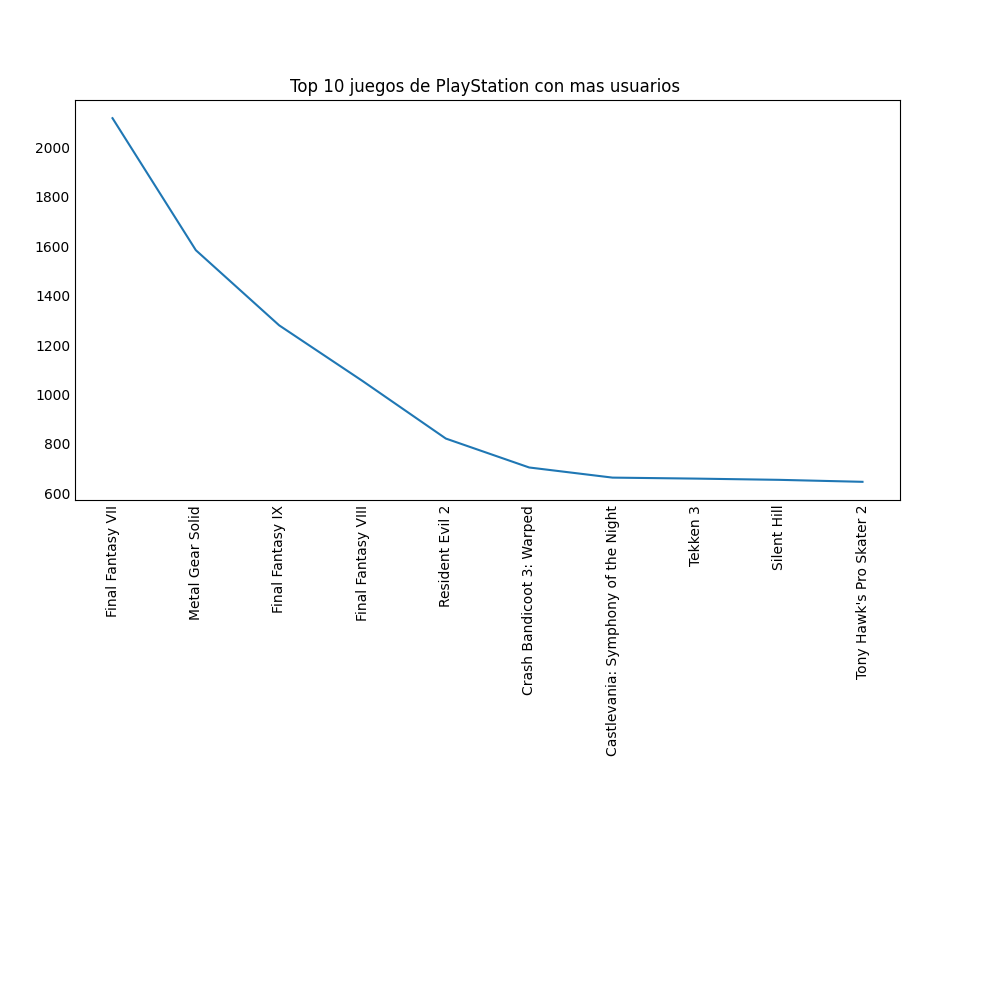 Top 10 juegos de PlayStation con mas usuarios
2000
1800
1600
1400
1200
1000
800
600
Final Fantasy VII
Metal Gear Solid
Final Fantasy IX
Final Fantasy VIII
Resident Evil 2
Crash Bandicoot 3: Warped
Castlevania: Symphony of the Night
Tekken 3
Silent Hill
Tony Hawk's Pro Skater 2